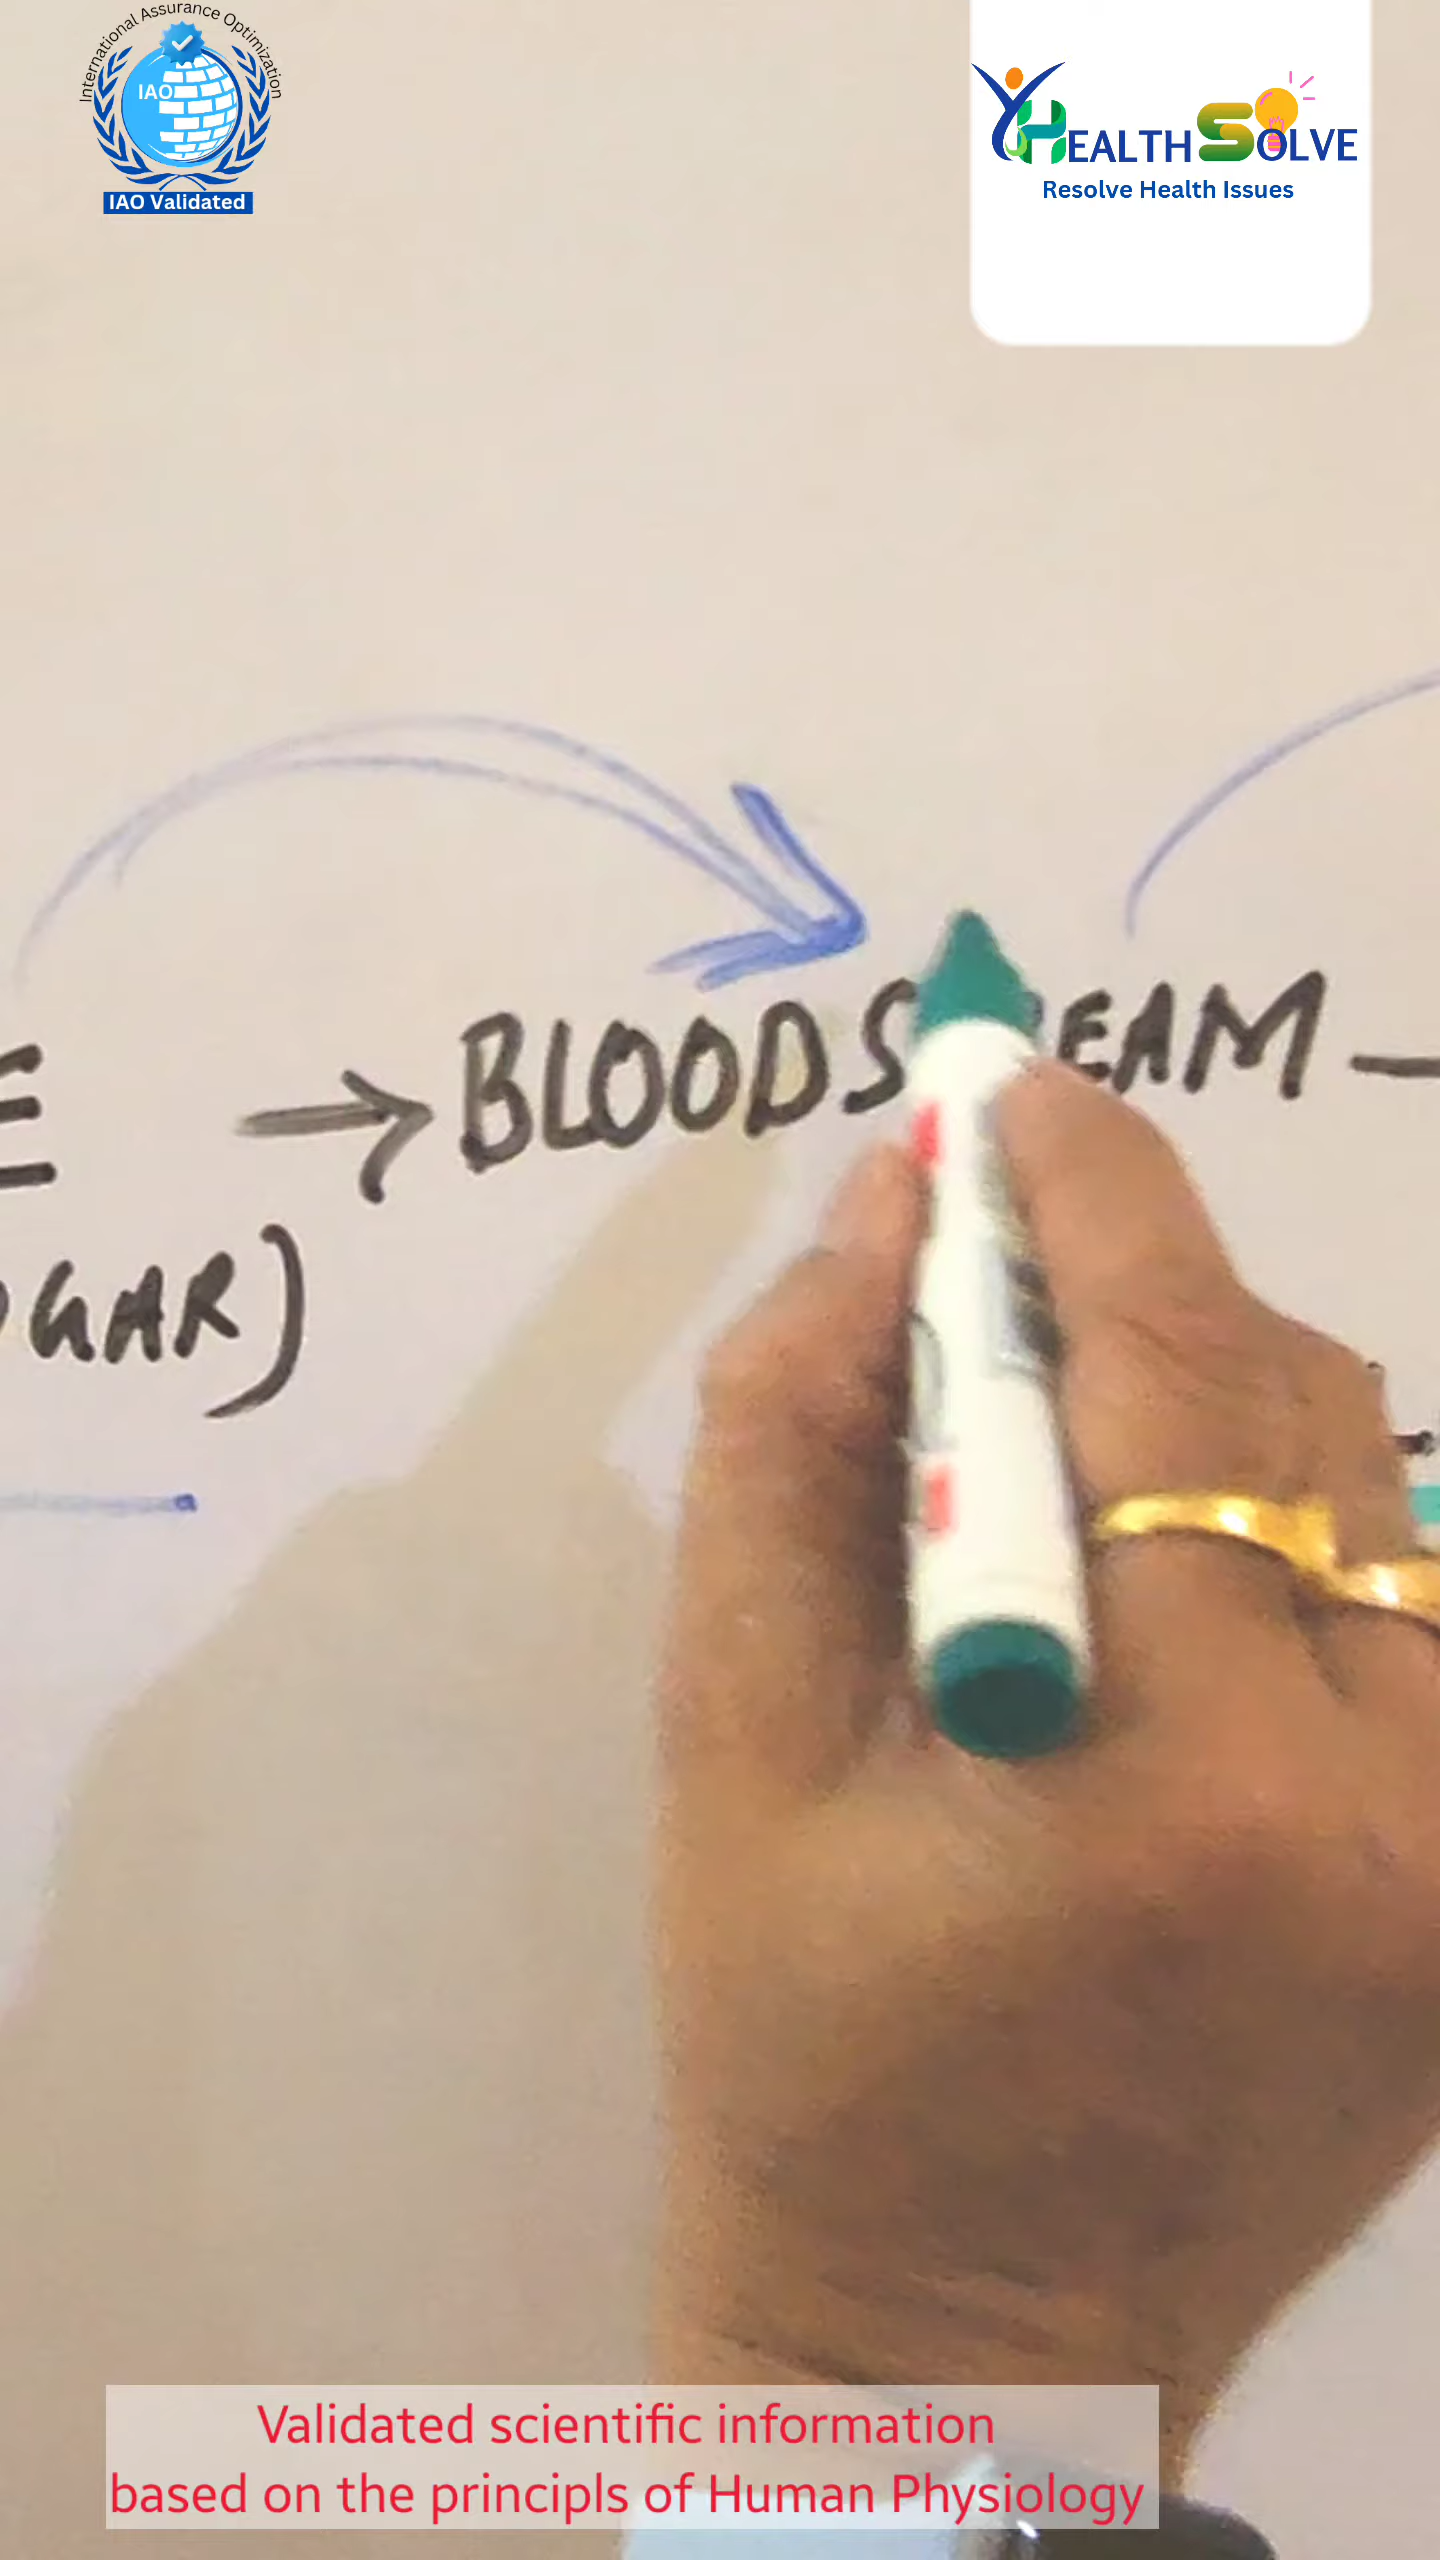 International Assurance Optimization
IAO
IAO Validated
HEALTH SOLVE
Resolve Health Issues
→ BLOODS EAM —
GAR)
Validated scientific information
based on the principls of Human Physiology